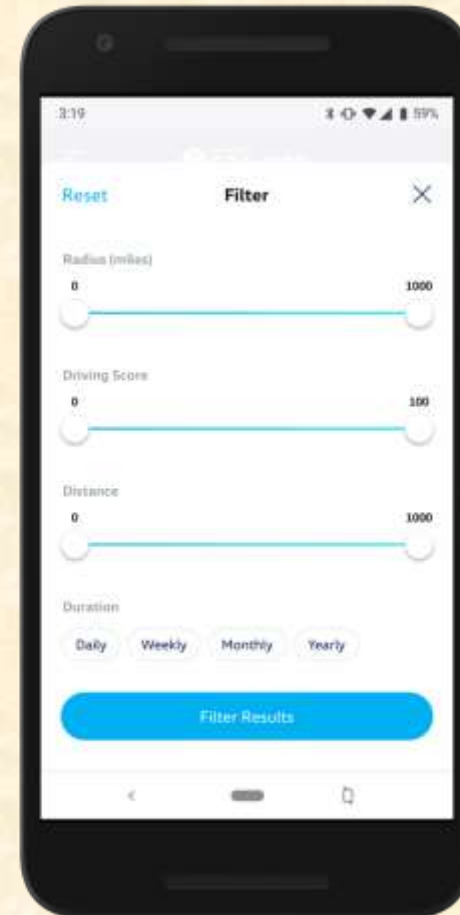 3:19 59%
Reset Filter
Radius (miles)
0 1000
Driving Score
0 100
Distance
0 1000
Duration
Daily Weekly Monthly Yearly
Filter Results